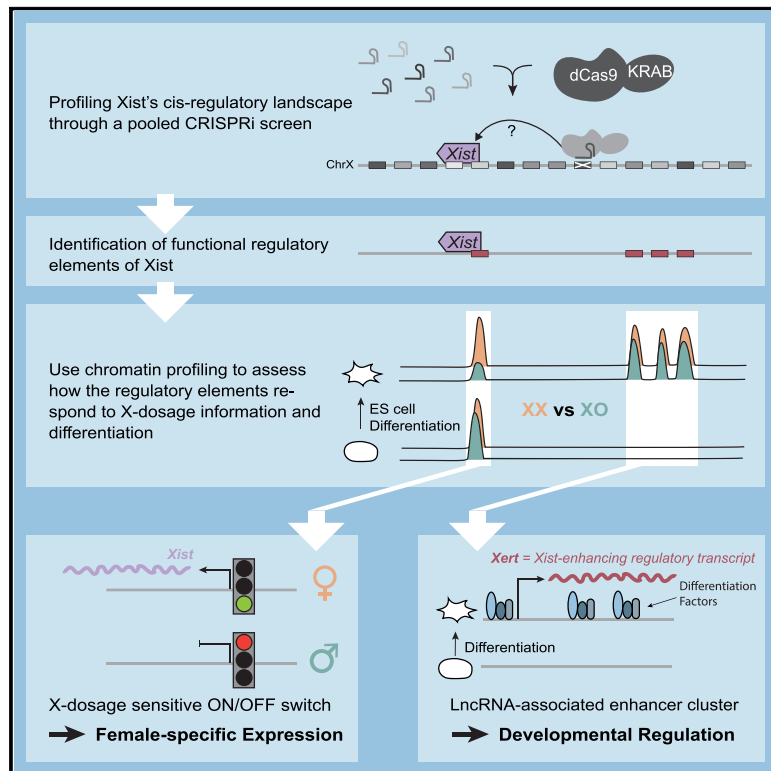 Profiling Xist's cis-regulatory landscape
through a pooled CRISPRi screen
dCas9
KRAB
?
Xist
ChrX
Identification of functional regulatory
elements of Xist
Xist
Use chromatin profiling to assess
how the regulatory elements re-
spond to X-dosage information and
differentiation
ES cell
Differentiation
XX vs XO
Xist
♀
♂
X-dosage sensitive ON/OFF switch
Female-specific Expression
Xert = Xist-enhancing regulatory transcript
Differentiation
Factors
Differentiation
LncRNA-associated enhancer cluster
Developmental Regulation